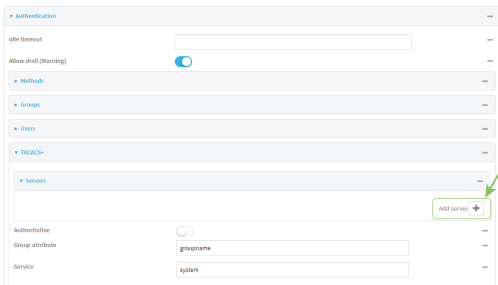 Authentication
Idle timeout
Allow shell (Warning)
Methods
Groups
Users
TACACS+
Servers
Add Server
Authoritative
Group attribute
groupname
Service
system